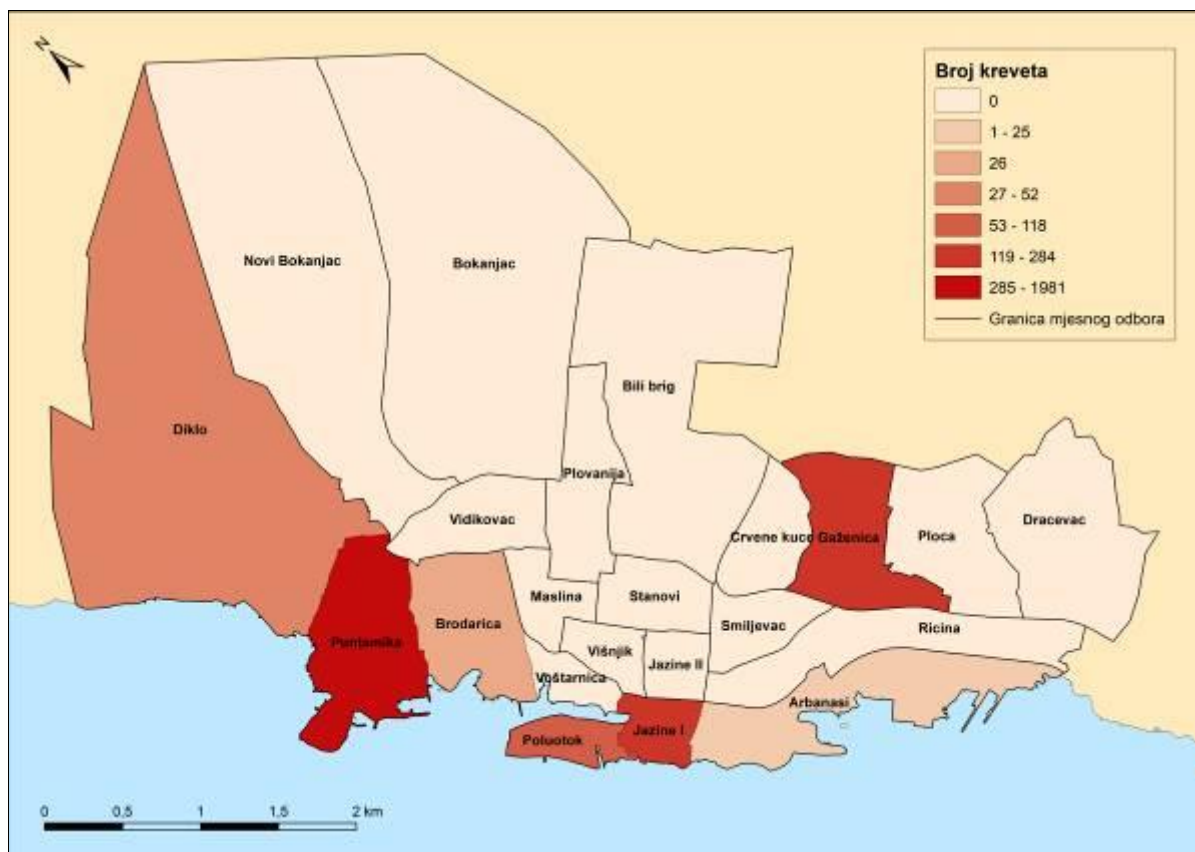 N
Broj kreveta
0
1 - 25
26
27 - 52
53 - 118
119 - 284
285 - 1981
Granica mjesnog odbora
Novi Bokanjac
Bokanjac
Bili brig
Diklo
Plovanija
Vidikovac
Crvene kuce
Gaženica
Ploca
Dracevac
Maslina
Stanovi
Puntamika
Brodarica
Smiljevac
Ricina
Višnjik
Jazine II
Voštarnica
Arbanasi
Poluotok
Jazine I
0 0,5 1 1,5 2 km